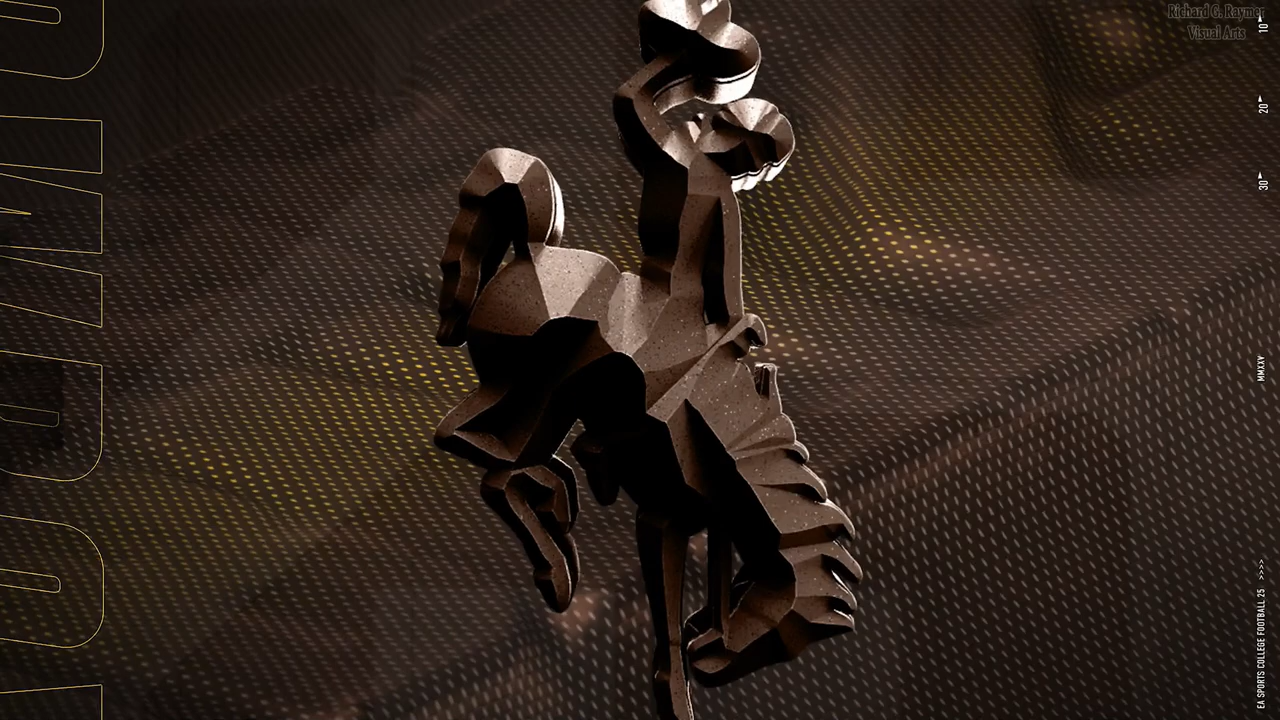 Richard G. Raymer
Visual Arts
10
20
30
MMXXV
EA SPORTS COLLEGE FOOTBALL 25 >>>>